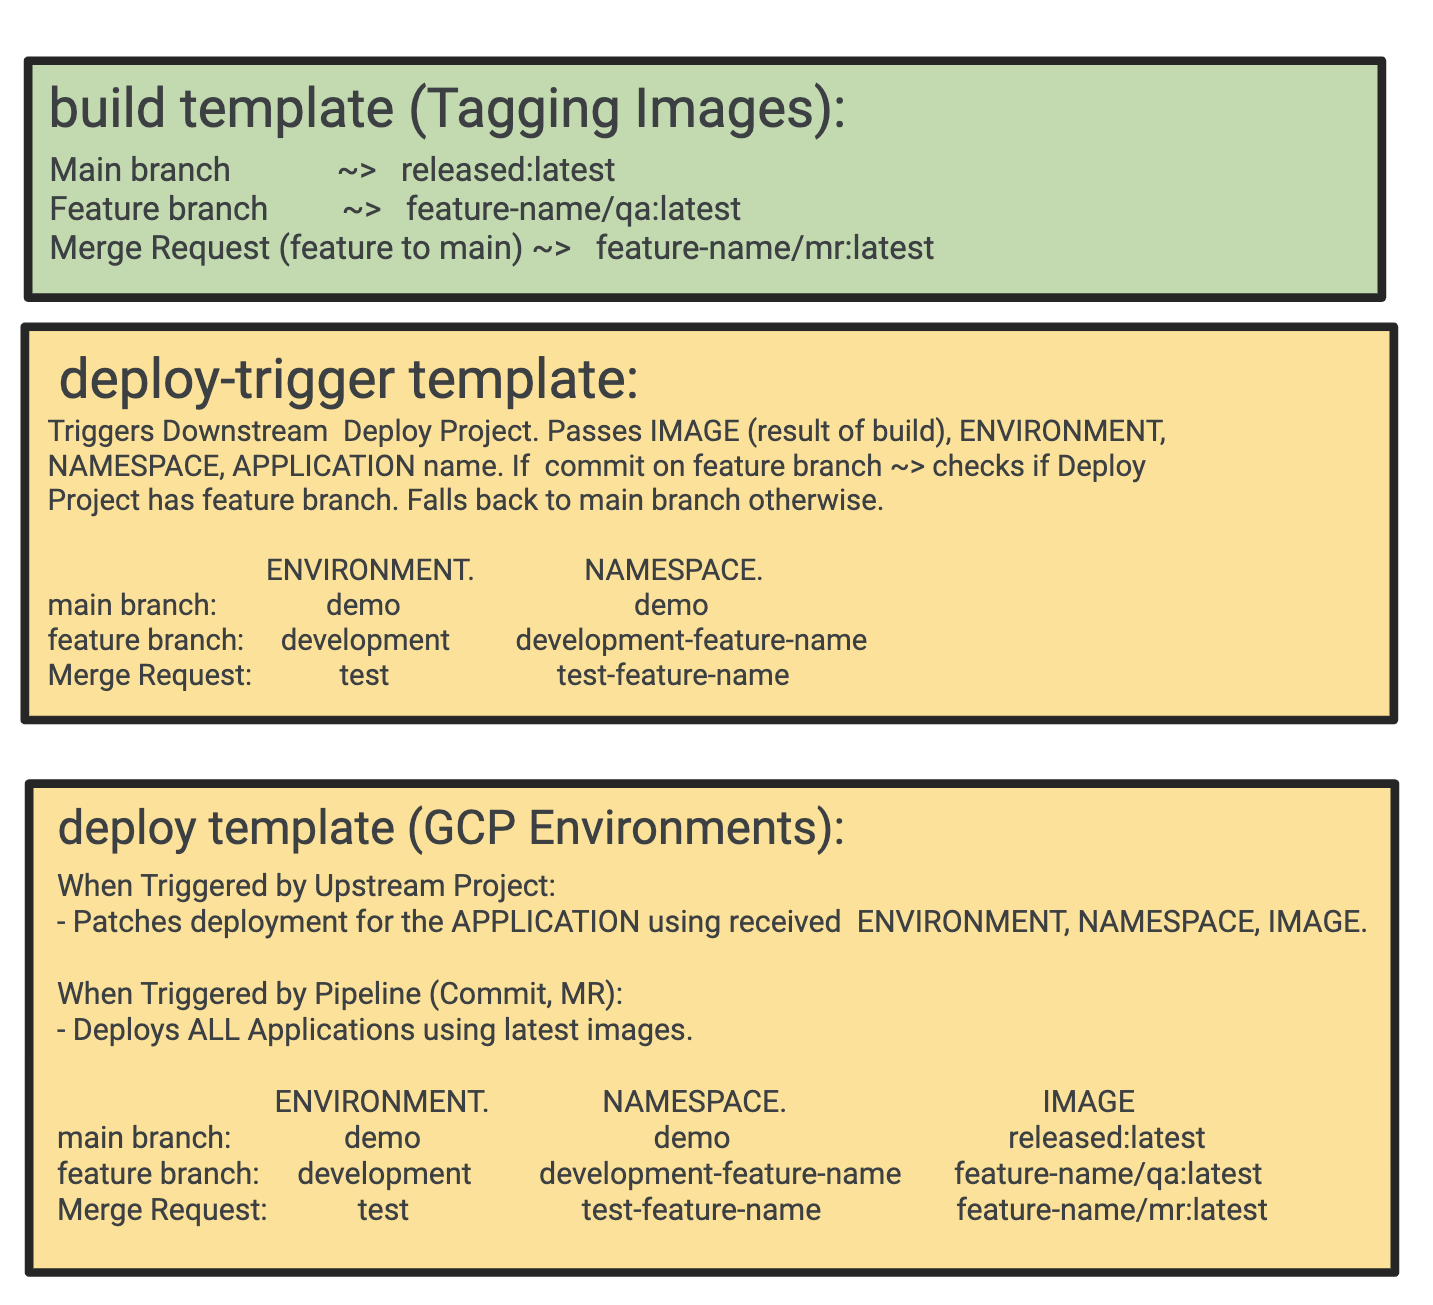 build template (Tagging Images):
Main branch ~> released:latest
Feature branch ~> feature-name/qa:latest
Merge Request (feature to main) ~> feature-name/mr:latest
deploy-trigger template:
Triggers Downstream Deploy Project. Passes IMAGE (result of build), ENVIRONMENT,
NAMESPACE, APPLICATION name. If commit on feature branch ~> checks if Deploy
Project has feature branch. Falls back to main branch otherwise.
ENVIRONMENT. NAMESPACE.
main branch: demo demo
feature branch: development development-feature-name
Merge Request: test test-feature-name
deploy template (GCP Environments):
When Triggered by Upstream Project:
- Patches deployment for the APPLICATION using received ENVIRONMENT, NAMESPACE, IMAGE.
When Triggered by Pipeline (Commit, MR):
- Deploys ALL Applications using latest images.
ENVIRONMENT. NAMESPACE. IMAGE
main branch: demo demo released:latest
feature branch: development development-feature-name feature-name/qa:latest
Merge Request: test test-feature-name feature-name/mr:latest